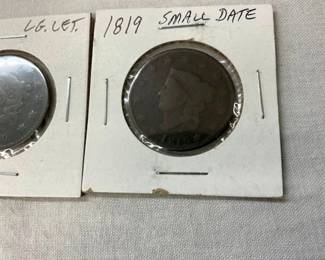 LG. LET.
1819 SMALL DATE